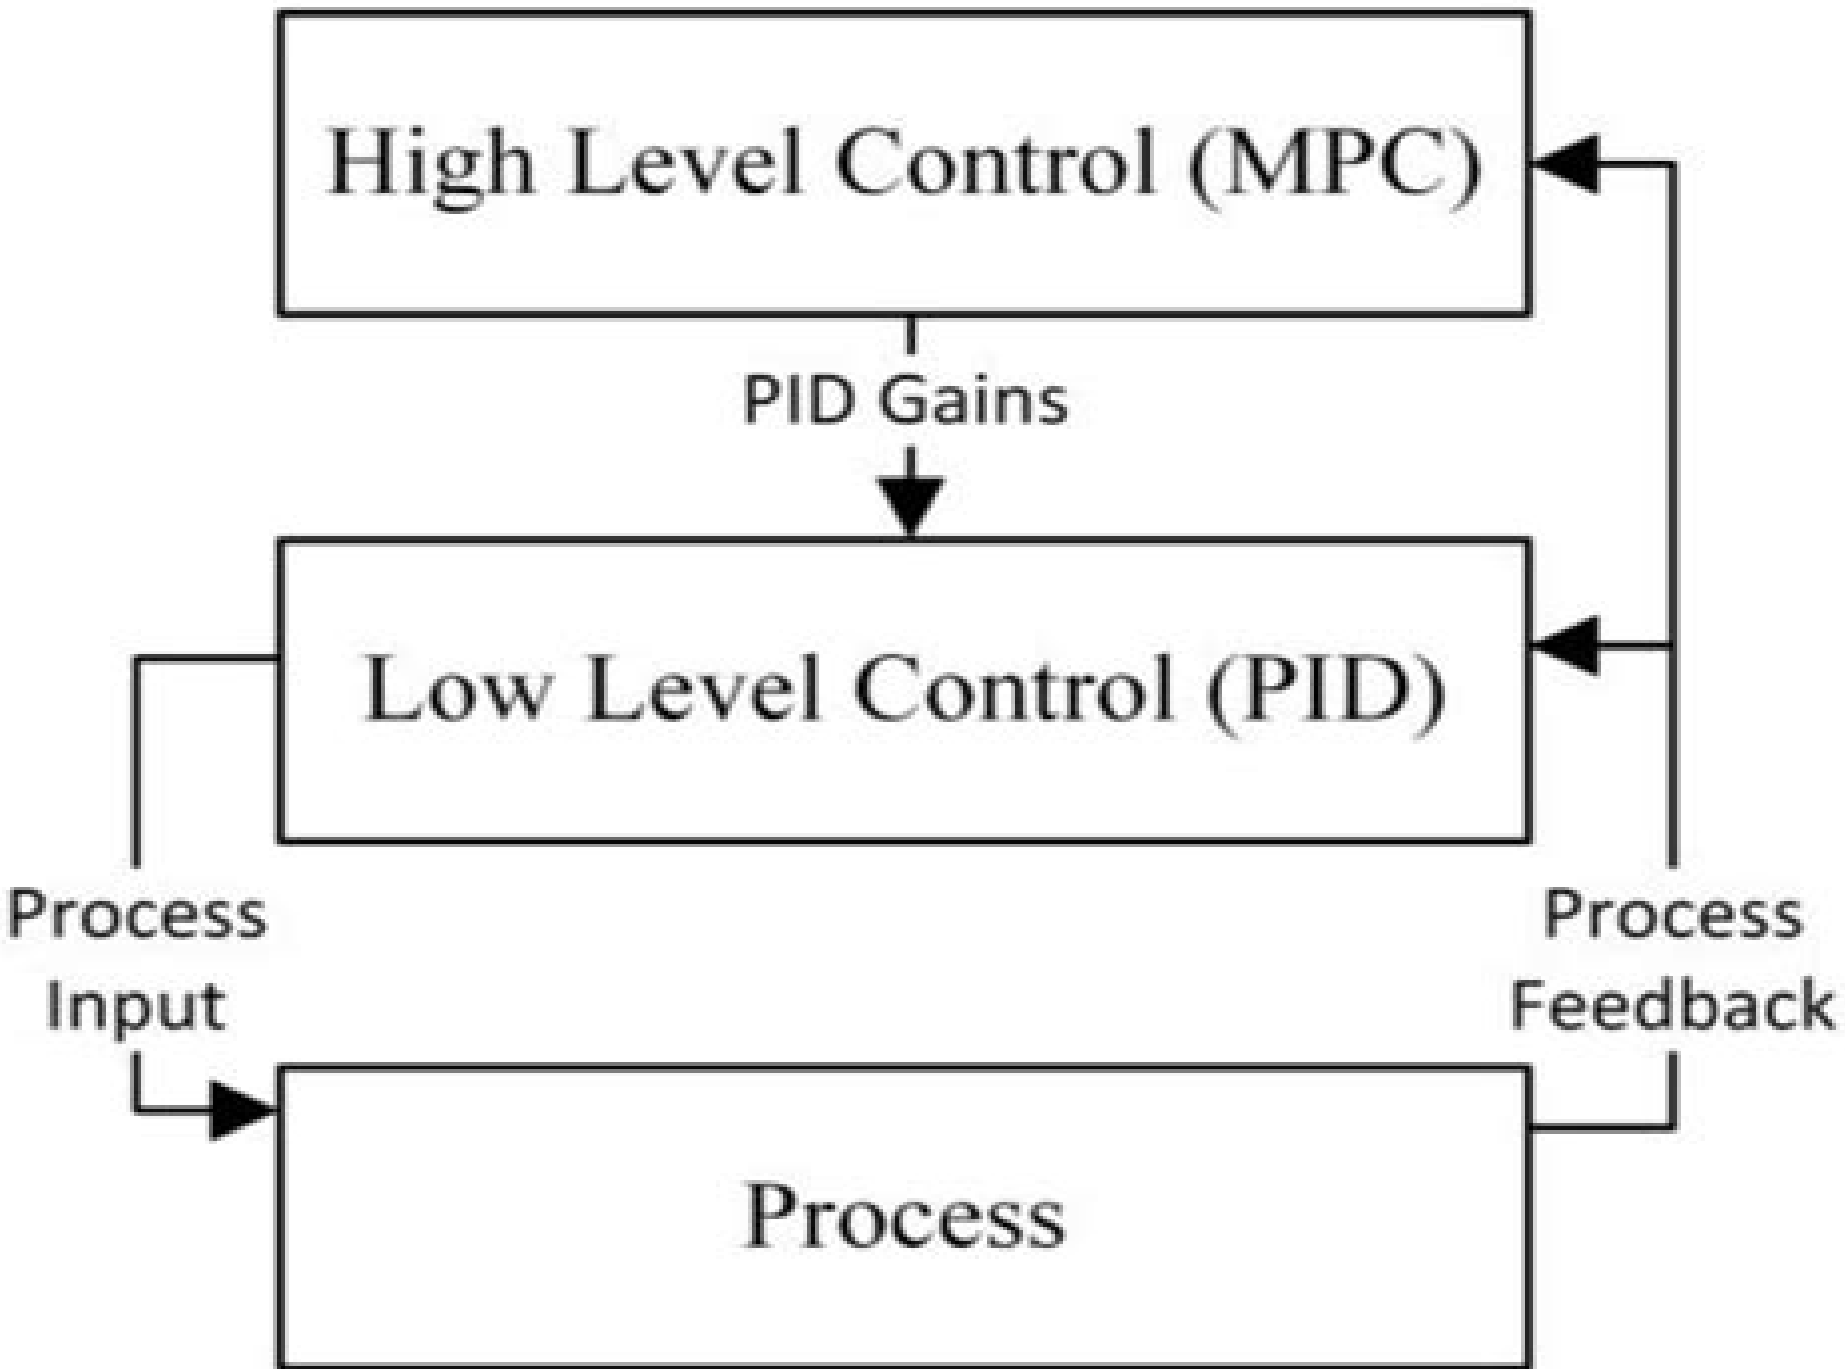 High Level Control (MPC)
PID Gains
Low Level Control (PID)
Process
Input
Process
Feedback
Process